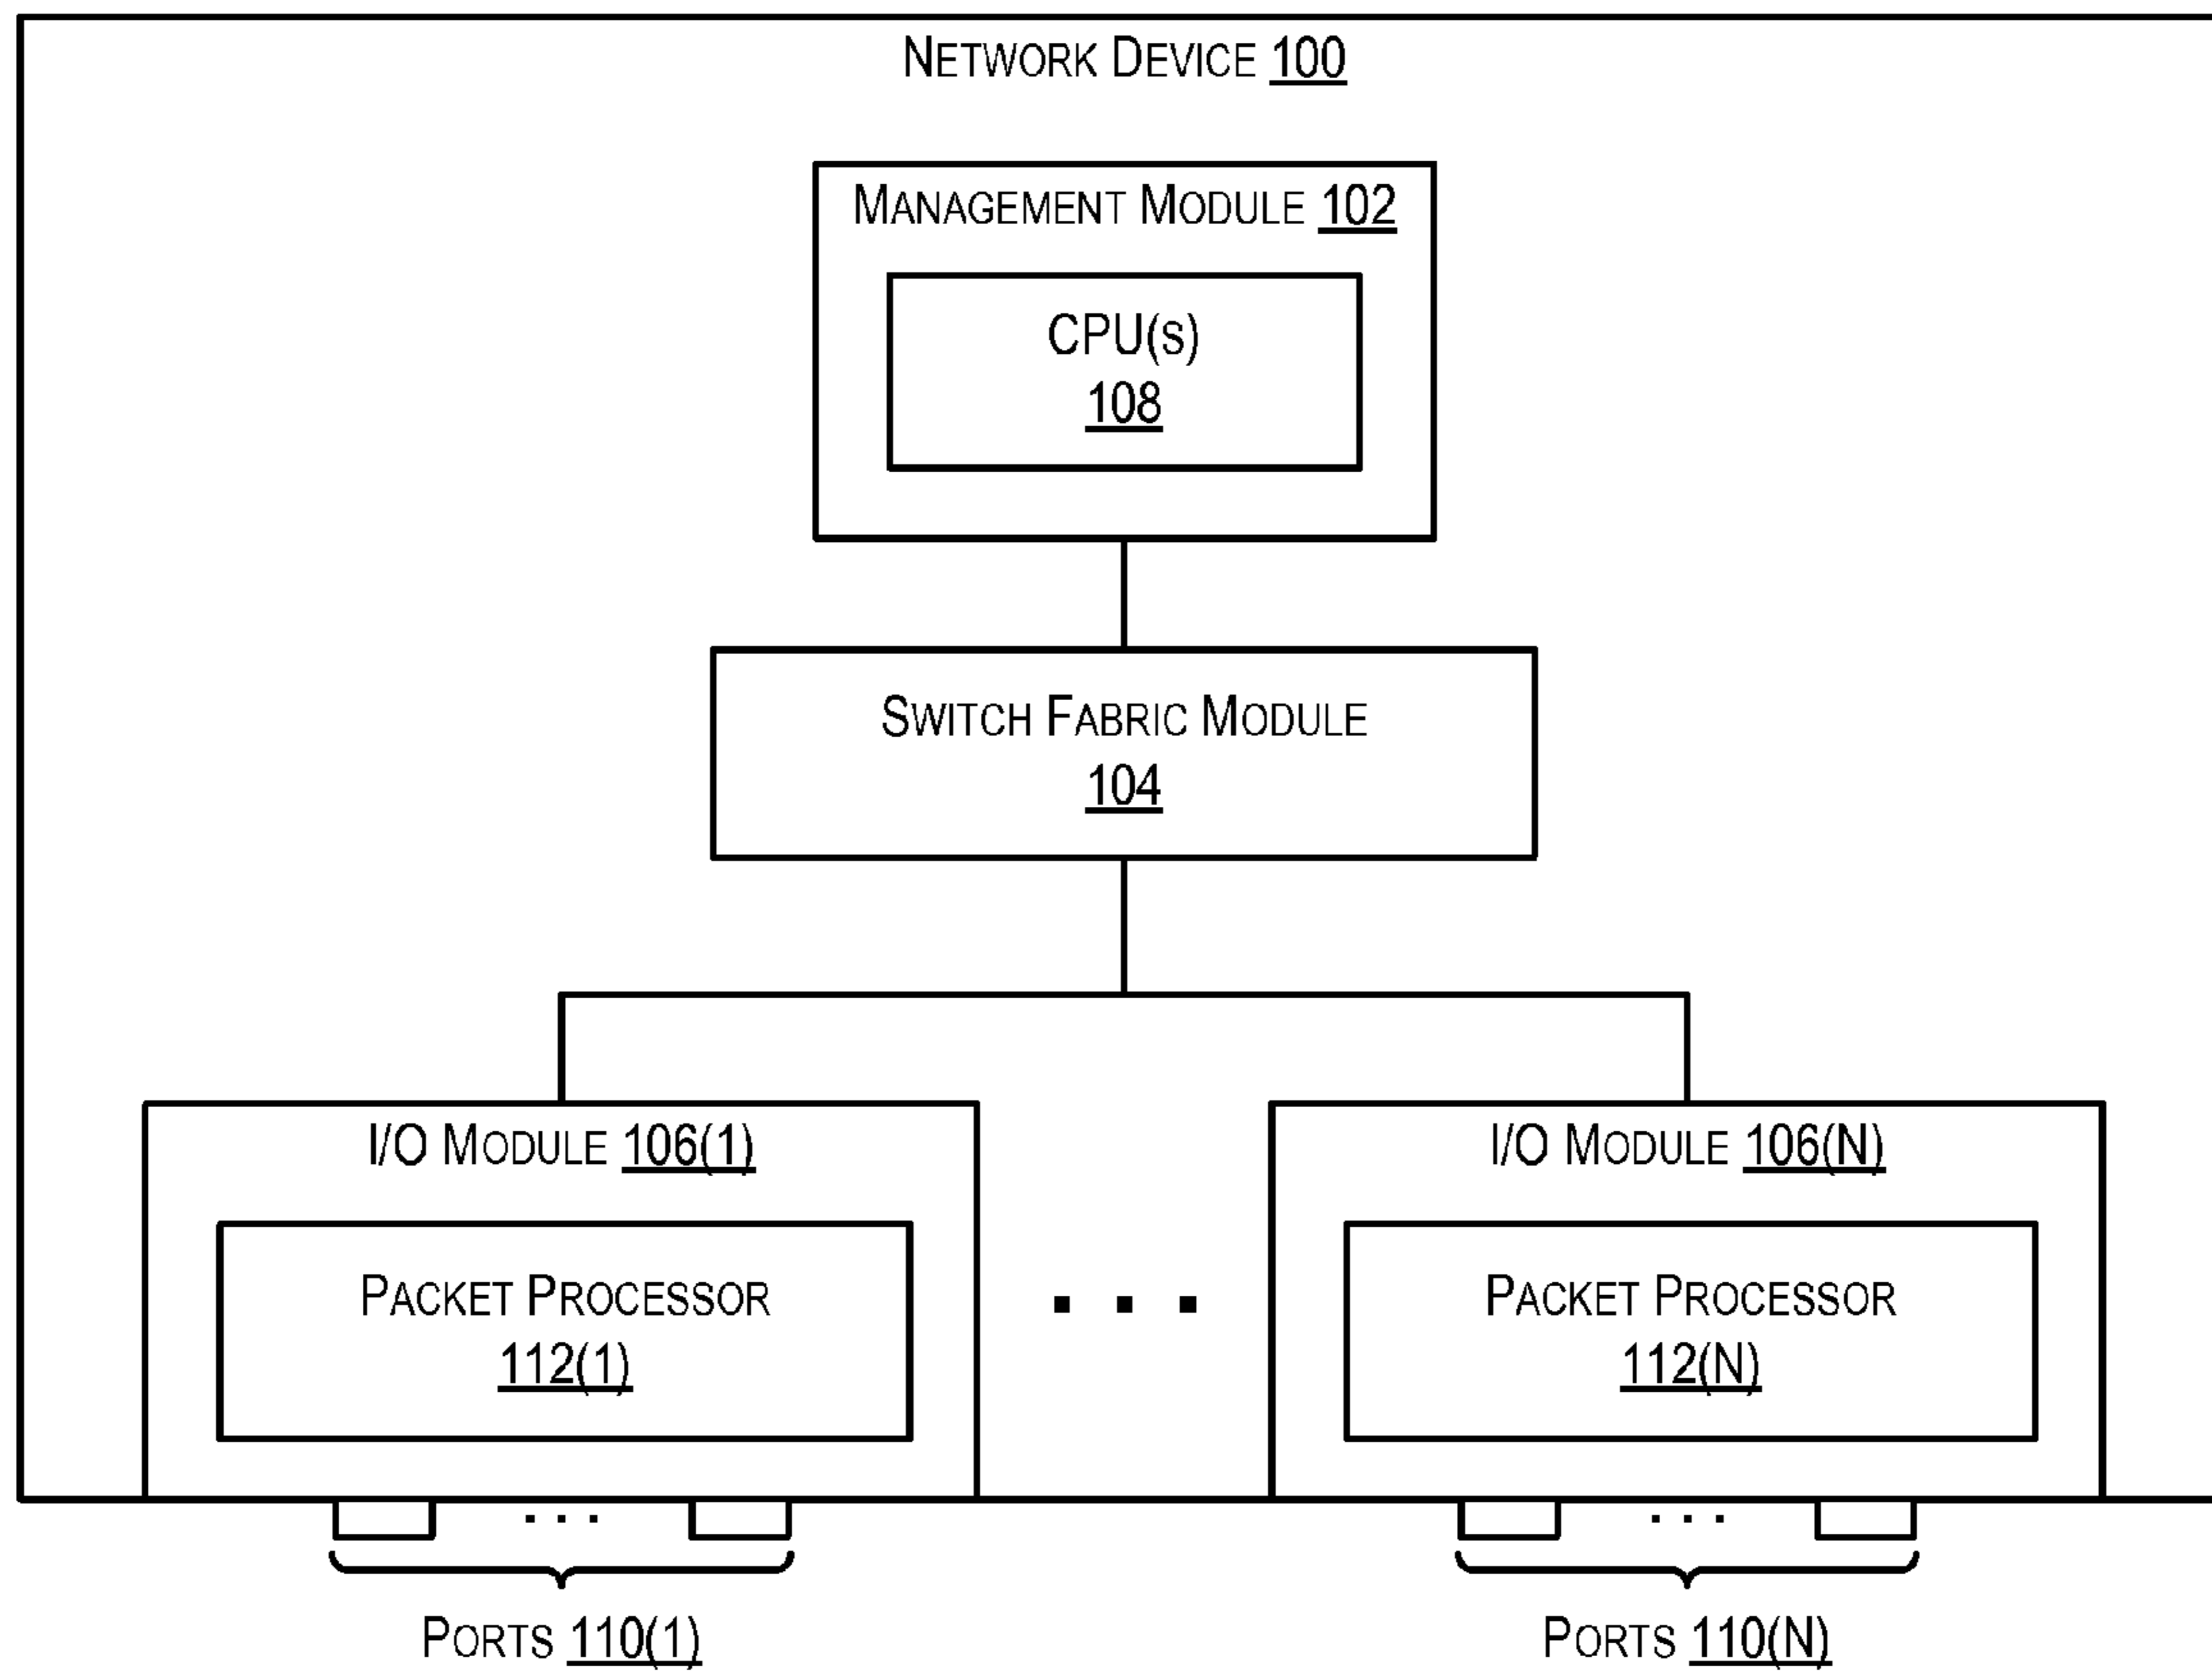 NETWORK DEVICE 100
MANAGEMENT MODULE 102
CPU(S)
108
SWITCH FABRIC MODULE
104
I/O MODULE 106(1)
PACKET PROCESSOR
112(1)
. . .
I/O MODULE 106(N)
PACKET PROCESSOR
112(N)
. . .
. . .
PORTS 110(1)
PORTS 110(N)